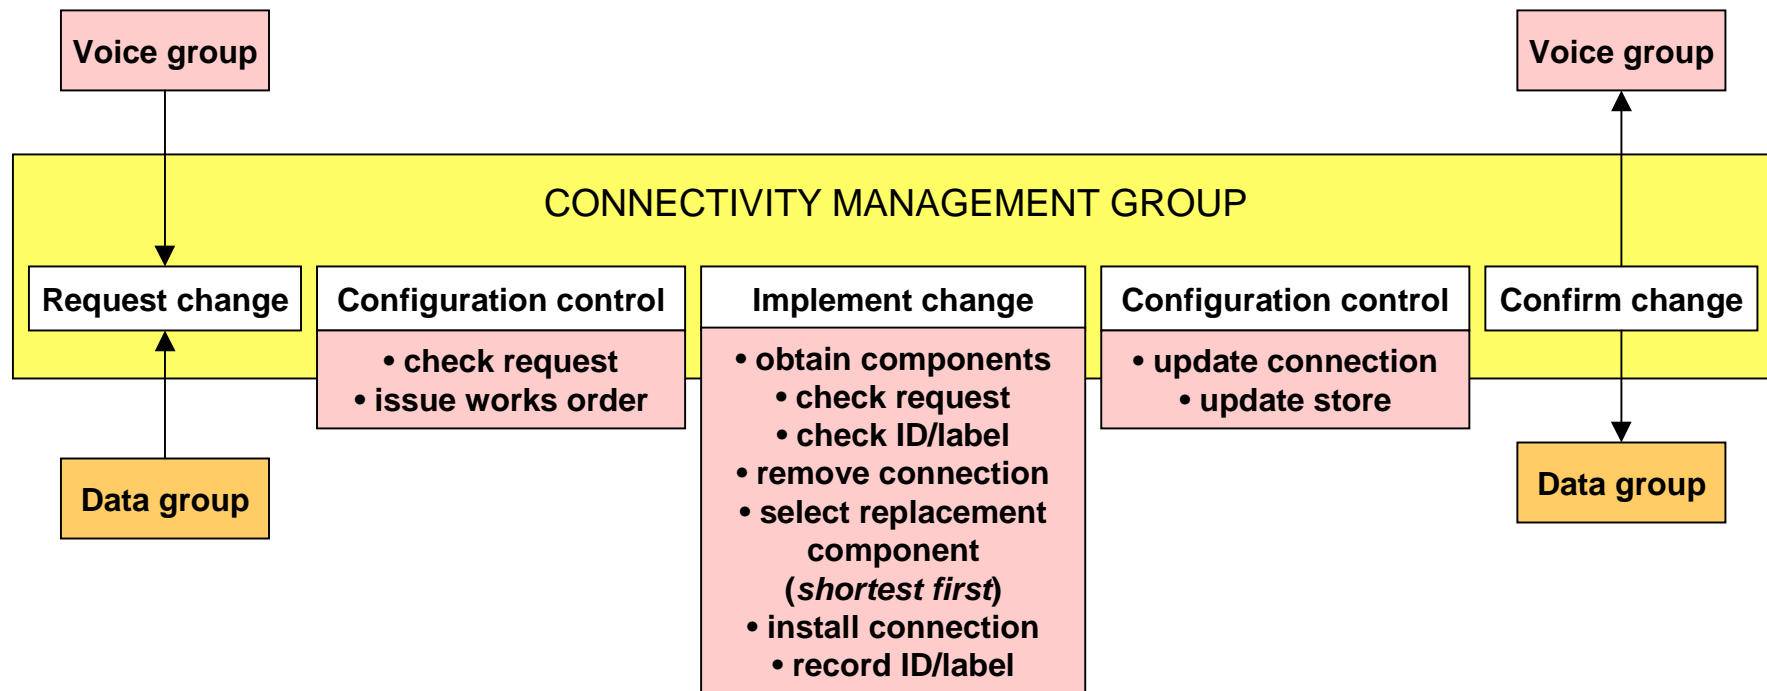 Voice group
Voice group
CONNECTIVITY MANAGEMENT GROUP
Request change
Configuration control
Implement change
Configuration control
Confirm change
• check request
• issue works order
• obtain components
• check request
• check ID/label
• remove connection
• select replacement
component
(shortest first)
• install connection
• record ID/label
• update connection
• update store
Data group
Data group